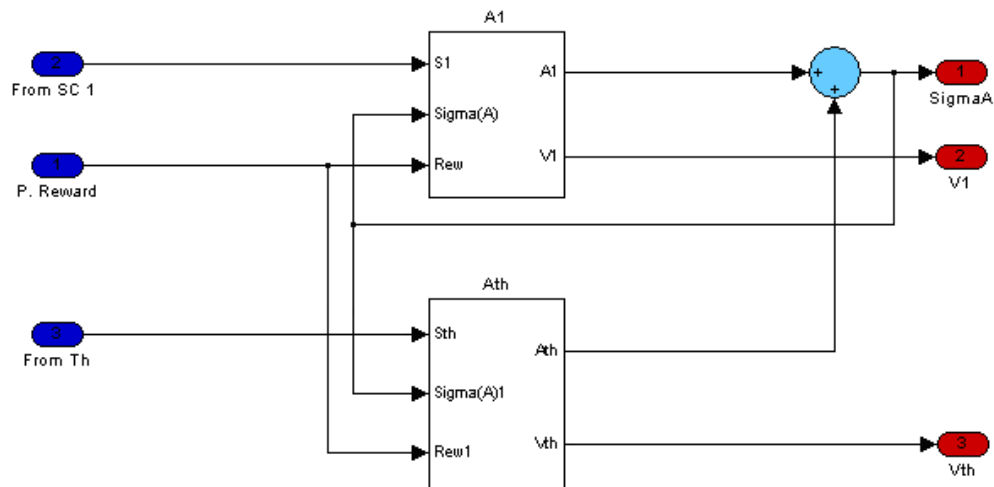 A1
2
From SC 1
S1
A1
+
+
1
SigmaA
Sigma(A)
1
P. Reward
Rew
V1
2
V1
Ath
3
From Th
Sth
Ath
Sigma(A)1
Rew1
Vth
3
Vth